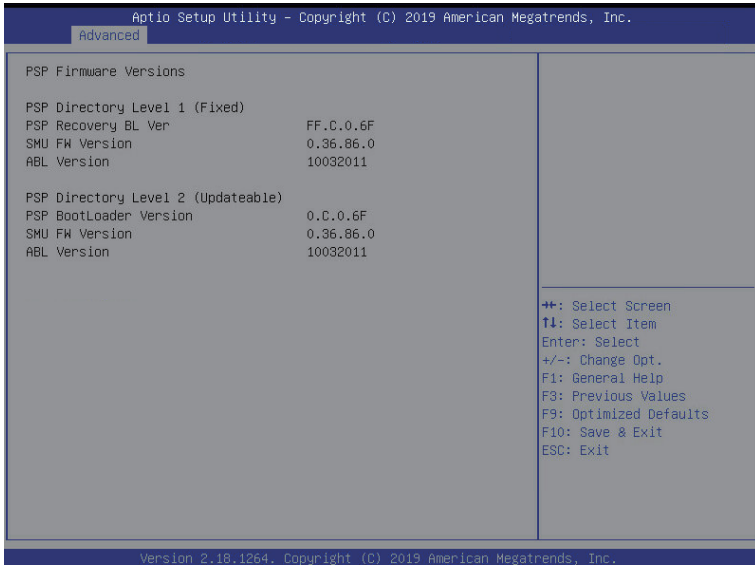 Aptio Setup Utility – Copyright (C) 2019 American Megatrends, Inc.
Advanced
PSP Firmware Versions
PSP Directory Level 1 (Fixed)
PSP Recovery BL Ver FF.C.0.6F
SMU FW Version 0.36.86.0
ABL Version 10032011
PSP Directory Level 2 (Updateable)
PSP BootLoader Version 0.C.0.6F
SMU FW Version 0.36.86.0
ABL Version 10032011
→←: Select Screen
↑↓: Select Item
Enter: Select
+/-: Change Opt.
F1: General Help
F3: Previous Values
F9: Optimized Defaults
F10: Save & Exit
ESC: Exit
Version 2.18.1264. Copyright (C) 2019 American Megatrends, Inc.